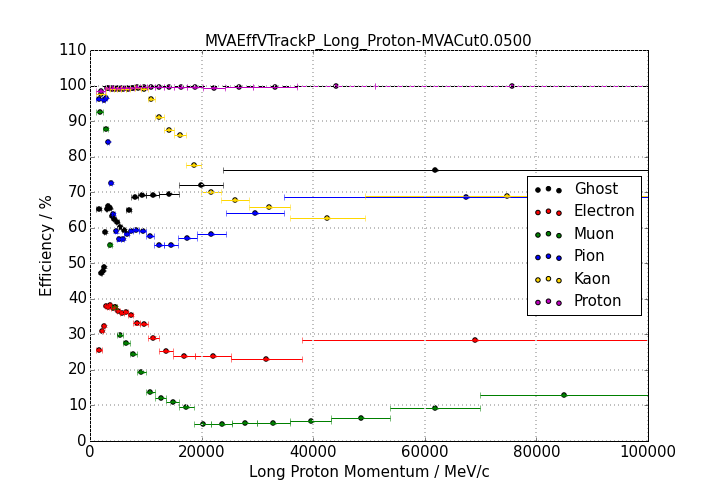 MVAEffVTrackP_Long_Proton-MVACut0.0500
110
100
90
80
70
60
50
40
30
20
10
0
Efficiency / %
Ghost
Electron
Muon
Pion
Kaon
Proton
0 20000 40000 60000 80000 100000
Long Proton Momentum / MeV/c